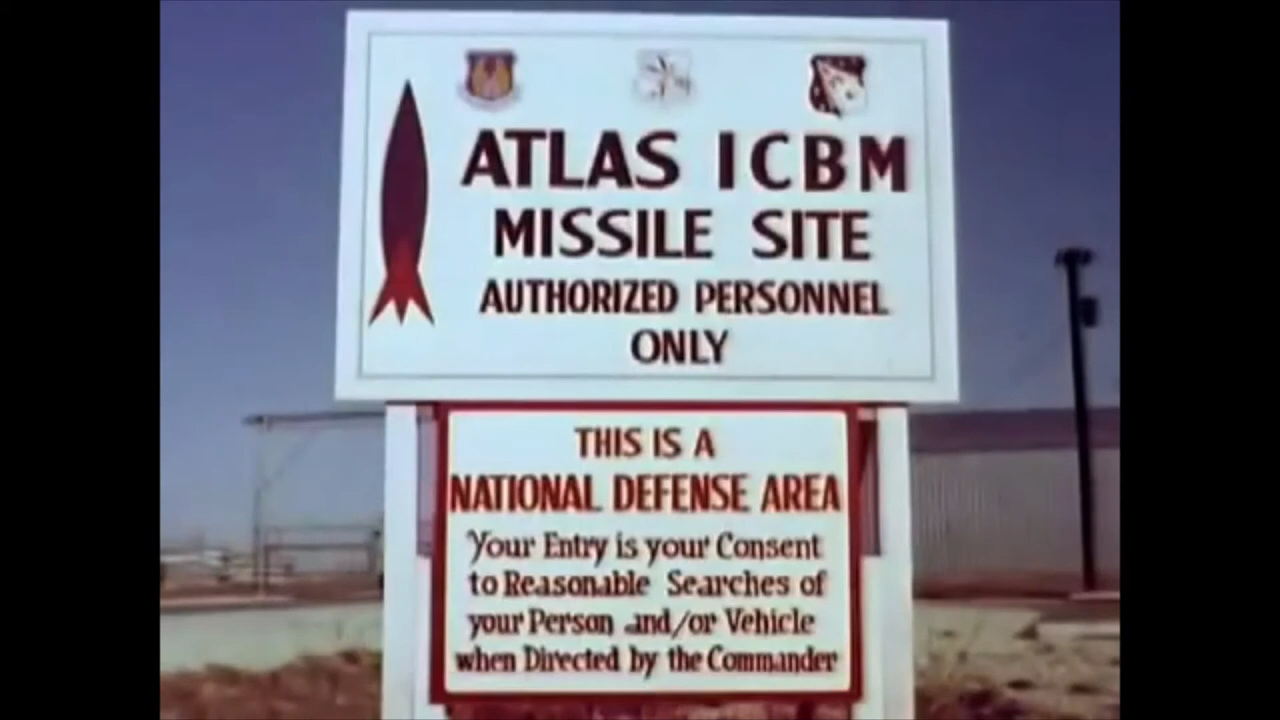 ATLAS ICBM
MISSILE SITE
AUTHORIZED PERSONNEL
ONLY
THIS IS A
NATIONAL DEFENSE AREA
Your Entry is your Consent
to Reasonable Searches of
your Person and/or Vehicle
when Directed by the Commander